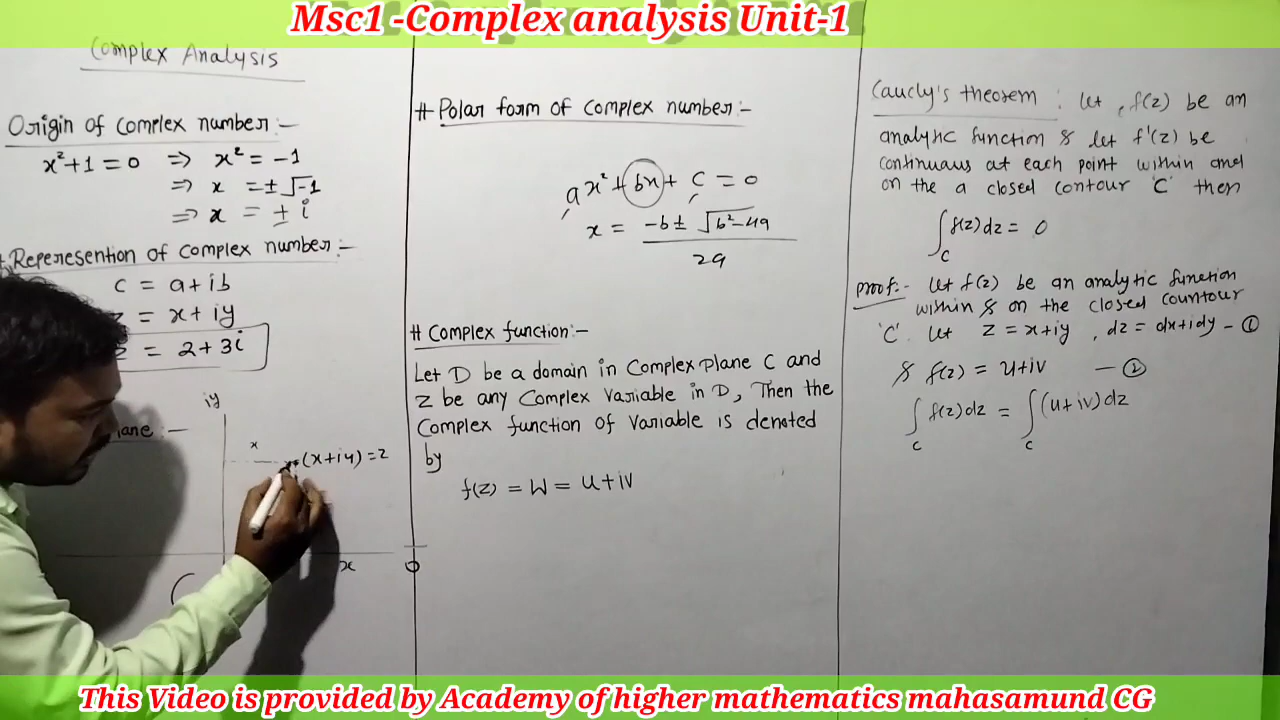 Msc1 -Complex analysis Unit-1
Complex Analysis
Origin of Complex number:-
x²+1=0 ⇒ x² = -1
⇒ x = ±√-1
⇒ x = ± i
Reperesention of Complex number:-
c = a+ib
= x+iy
= 2+3i
iy
ane:-
x
(x+iy)=z
x
# Polar form of Complex number:-
ax²+bx+c=0
x = -b±√b²-4a
2a
# Complex function:-
Let D be a domain in Complex plane C and
z be any Complex Variable in D, Then the
Complex function of Variable is denoted
by
f(z) = W = U+iV
Caucly's theorem: let, f(z) be an
analytic function & let f'(z) be
continuous at each point within and
on the a closed contour 'C' then
∫f(z)dz = 0
C
proof:- Let f(z) be an analytic function
within & on the closed countour
'C'. Let z = x+iy, dz = dx+idy - ①
& f(z) = u+iv - ②
∫f(z)dz = ∫(u+iv)dz
C C
This Video is provided by Academy of higher mathematics mahasamund CG